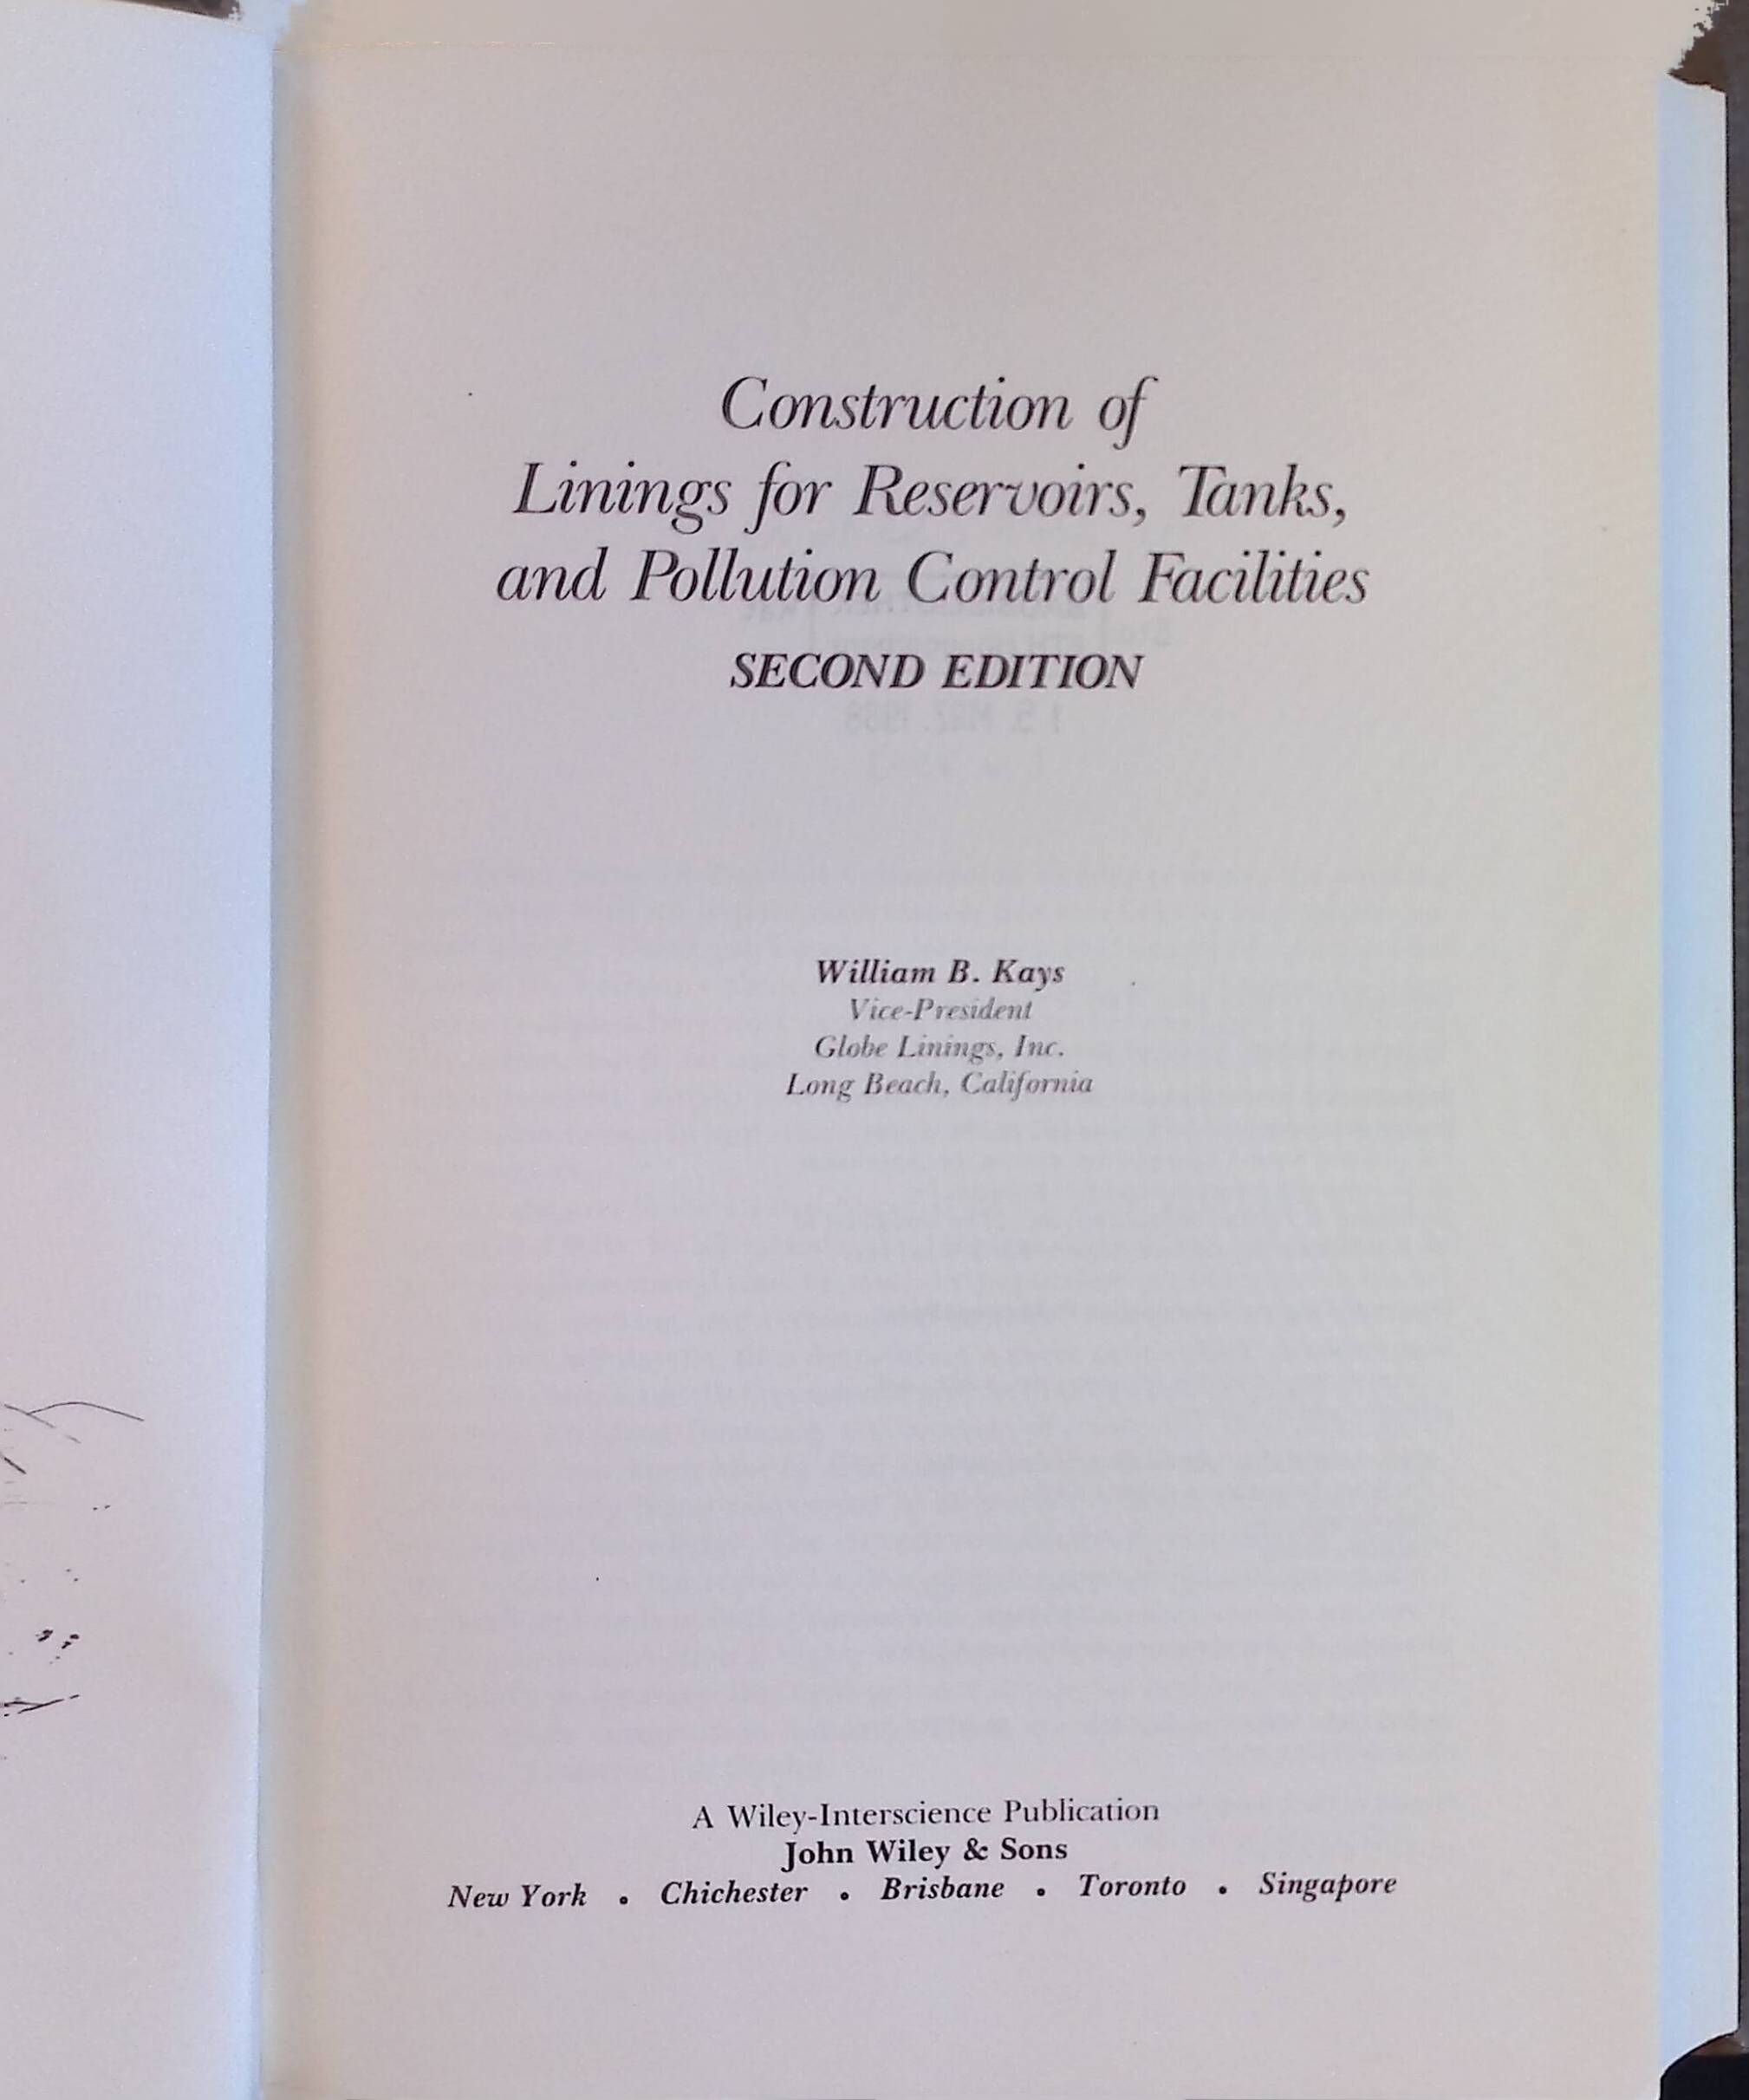 Construction of
Linings for Reservoirs, Tanks,
and Pollution Control Facilities
SECOND EDITION
William B. Kays
Vice-President
Globe Linings, Inc.
Long Beach, California
A Wiley-Interscience Publication
John Wiley & Sons
New York • Chichester • Brisbane • Toronto • Singapore